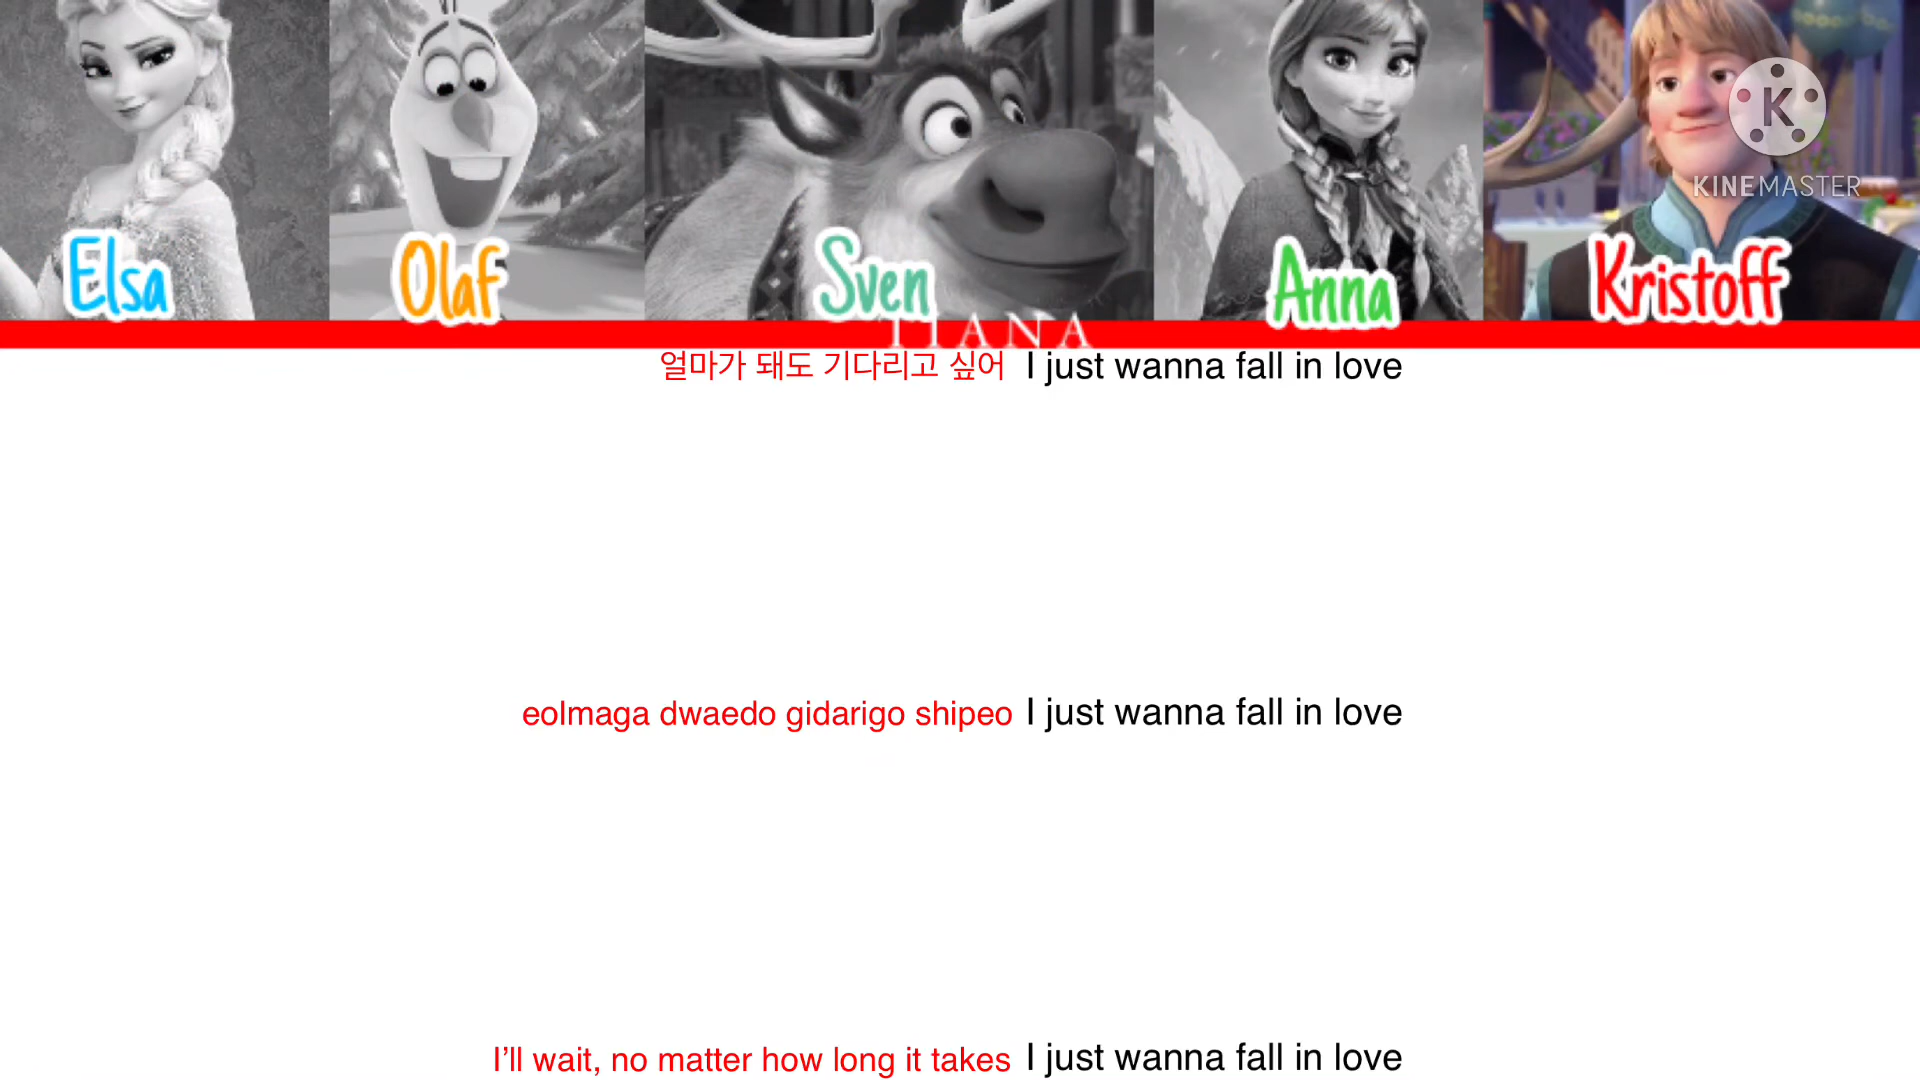 K
KINEMASTER
Elsa
Olaf
Sven
Anna
Kristoff
TIANA
얼마가 돼도 기다리고 싶어 I just wanna fall in love
eolmaga dwaedo gidarigo shipeo I just wanna fall in love
I'll wait, no matter how long it takes I just wanna fall in love